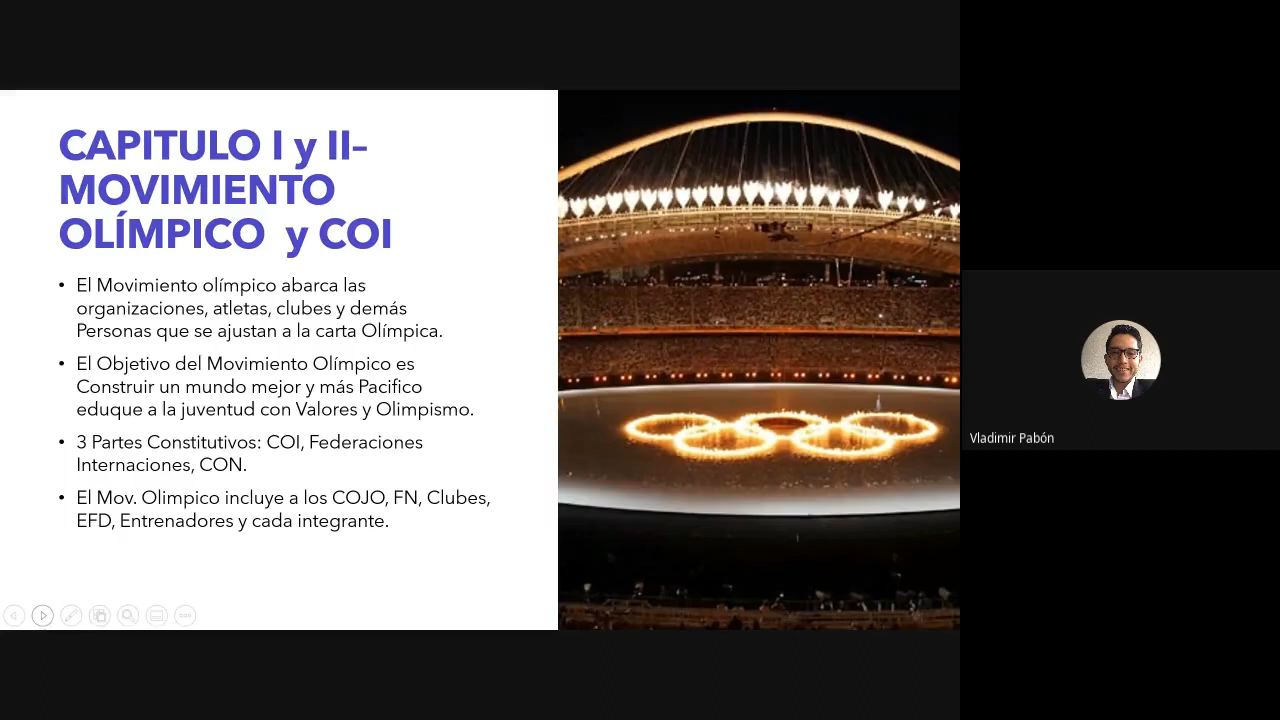 CAPITULO I y II–
MOVIMIENTO
OLÍMPICO y COI
• El Movimiento olímpico abarca las
organizaciones, atletas, clubes y demás
Personas que se ajustan a la carta Olímpica.
• El Objetivo del Movimiento Olímpico es
Construir un mundo mejor y más Pacifico
eduque a la juventud con Valores y Olimpismo.
• 3 Partes Constitutivos: COI, Federaciones
Internaciones, CON.
• El Mov. Olimpico incluye a los COJO, FN, Clubes,
EFD, Entrenadores y cada integrante.
Vladimir Pabón